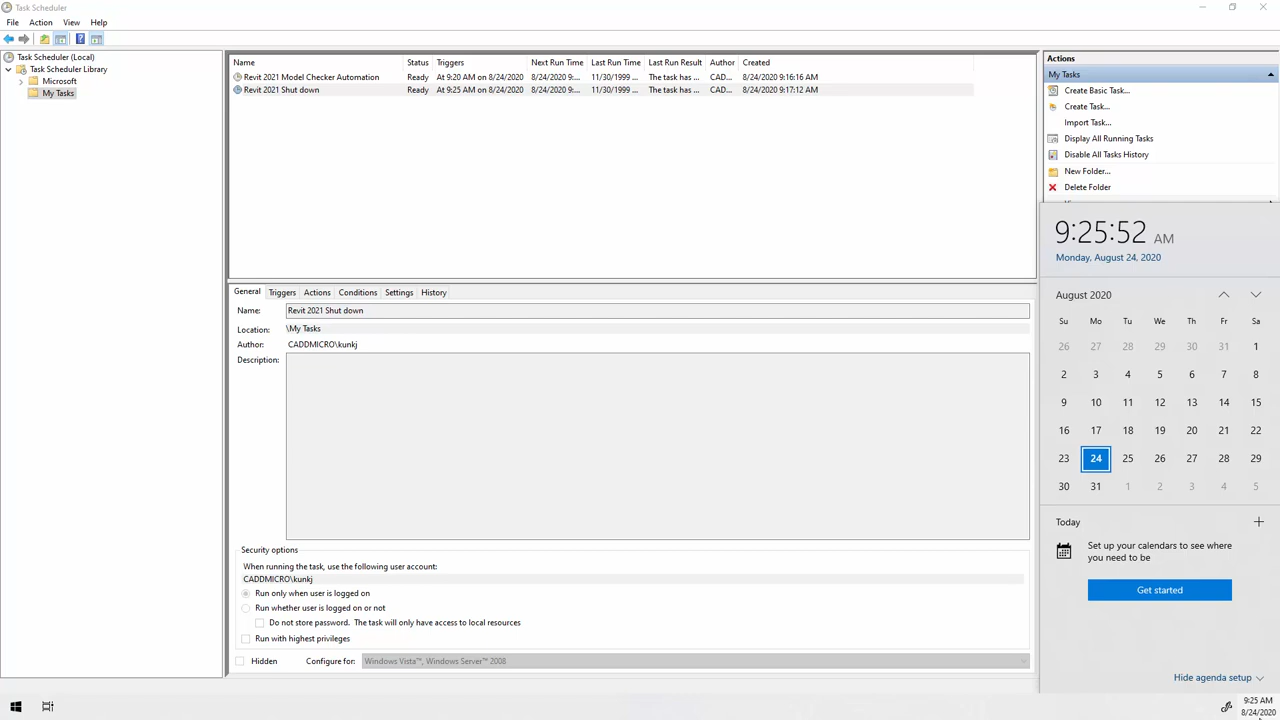 Task Scheduler
File Action View Help
Task Scheduler (Local)
Task Scheduler Library
Microsoft
My Tasks
Name Status Triggers Next Run Time Last Run Time Last Run Result Author Created
Revit 2021 Model Checker Automation Ready At 9:20 AM on 8/24/2020 8/24/2020 9:... 11/30/1999 ... The task has ... CAD... 8/24/2020 9:16:16 AM
Revit 2021 Shut down Ready At 9:25 AM on 8/24/2020 8/24/2020 9:... 11/30/1999 ... The task has ... CAD... 8/24/2020 9:17:12 AM
General Triggers Actions Conditions Settings History
Name: Revit 2021 Shut down
Location: \My Tasks
Author: CADDMICRO\kunkj
Description:
Security options
When running the task, use the following user account:
CADDMICRO\kunkj
Run only when user is logged on
Run whether user is logged on or not
Do not store password. The task will only have access to local resources
Run with highest privileges
Hidden Configure for: Windows Vista™, Windows Server™ 2008
Actions
My Tasks
Create Basic Task...
Create Task...
Import Task...
Display All Running Tasks
Disable All Tasks History
New Folder...
Delete Folder
9:25:52 AM
Monday, August 24, 2020
August 2020
Su Mo Tu We Th Fr Sa
26 27 28 29 30 31 1
2 3 4 5 6 7 8
9 10 11 12 13 14 15
16 17 18 19 20 21 22
23 24 25 26 27 28 29
30 31 1 2 3 4 5
Today
Set up your calendars to see where
you need to be
Get started
Hide agenda setup
9:25 AM
8/24/2020